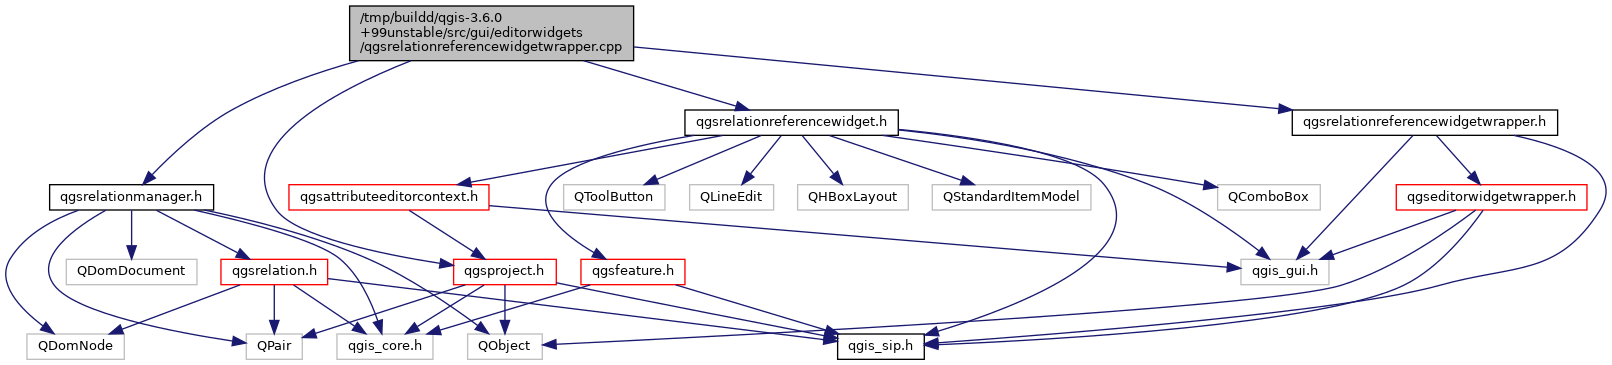 /tmp/buildd/qgis-3.6.0
+99unstable/src/gui/editorwidgets
/qgsrelationreferencewidgetwrapper.cpp
qgsrelationreferencewidget.h
qgsrelationreferencewidgetwrapper.h
qgsrelationmanager.h
qgsattributeeditorcontext.h
QToolButton
QLineEdit
QHBoxLayout
QStandardItemModel
QComboBox
qgseditorwidgetwrapper.h
QDomDocument
qgsrelation.h
qgsproject.h
qgsfeature.h
qgis_gui.h
QDomNode
QPair
qgis_core.h
QObject
qgis_sip.h